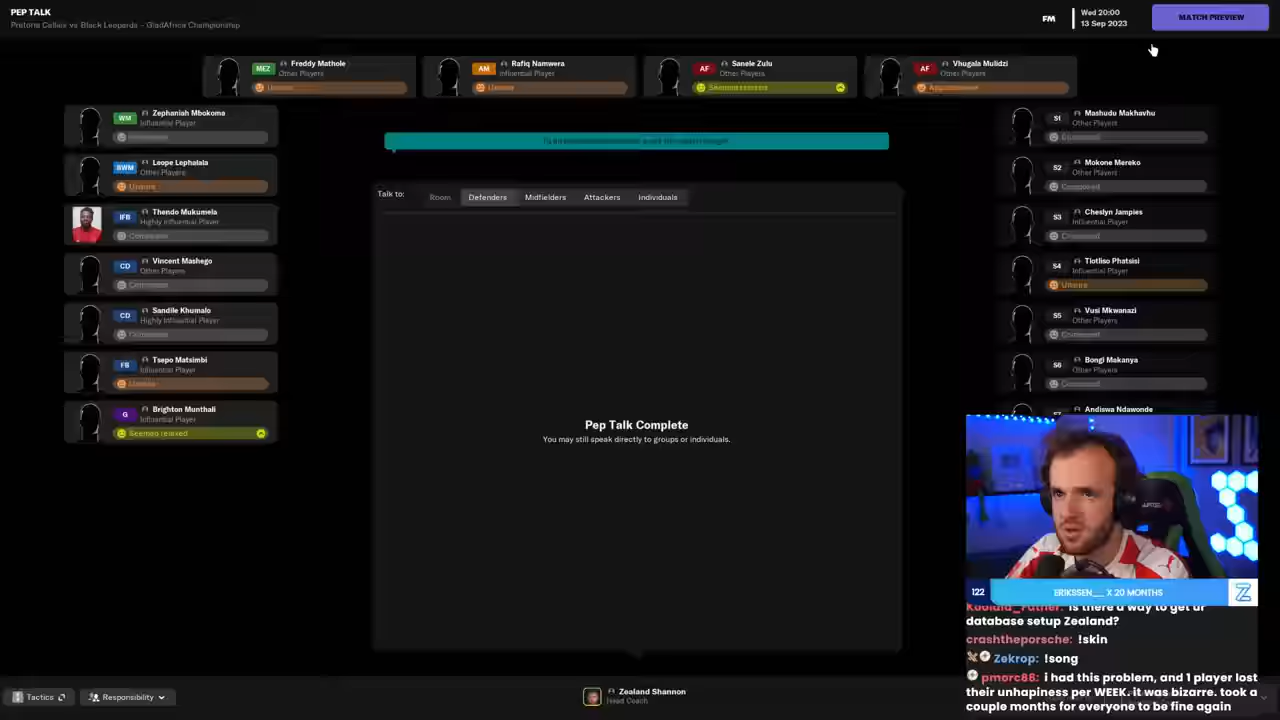 PEP TALK
Pretoria Callies vs Black Leopards - GladAfrica Championship
FM
Wed 20:00
13 Sep 2023
MATCH PREVIEW
MEZ
Freddy Mathole
Other Players
AM
Rafiq Namwera
Influential Player
AF
Sanele Zulu
Other Players
AF
Vhugala Mulidzi
Other Players
WM
Zephaniah Mbokoma
Influential Player
BWM
Leope Lephalala
Other Players
Unsure
IFB
Thendo Mukumela
Highly Influential Player
CD
Vincent Mashego
Other Players
CD
Sandile Khumalo
Highly Influential Player
FB
Tsepo Matsimbi
Influential Player
G
Brighton Munthali
Influential Player
Seemed relaxed
Talk to:
Room
Defenders
Midfielders
Attackers
Individuals
Pep Talk Complete
You may still speak directly to groups or individuals.
S1
Mashudu Makhavhu
Other Players
S2
Mokone Mereko
Other Players
S3
Cheslyn Jampies
Influential Player
S4
Tlotliso Phatsisi
Influential Player
Unsure
S5
Vusi Mkwanazi
Other Players
S6
Bongi Makanya
Other Players
Andiswa Ndawonde
122
ERIKSSEN__ X 20 MONTHS
Z
is there a way to get ur
database setup Zealand?
crashtheporsche: !skin
Zekrop: !song
pmorc88: i had this problem, and 1 player lost
their unhapiness per WEEK. it was bizarre. took a
couple months for everyone to be fine again
Tactics
Responsibility
Zealand Shannon
Head Coach